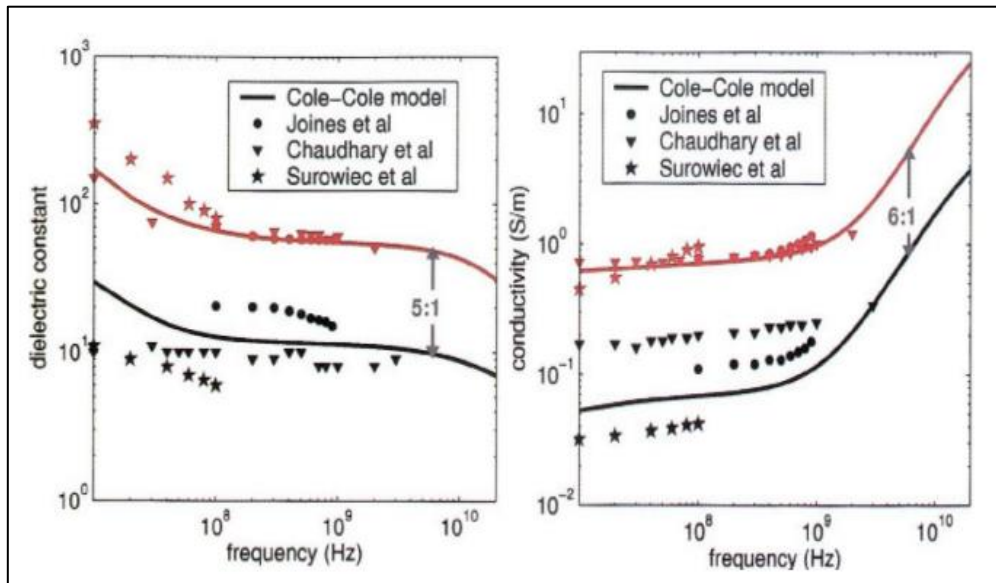 10³
10²
10¹
10⁰
dielectric constant
Cole–Cole model
Joines et al
Chaudhary et al
Surowiec et al
5:1
10⁸
10⁹
10¹⁰
frequency (Hz)
10¹
10⁰
10⁻¹
10⁻²
conductivity (S/m)
Cole–Cole model
Joines et al
Chaudhary et al
Surowiec et al
6:1
10⁸
10⁹
10¹⁰
frequency (Hz)